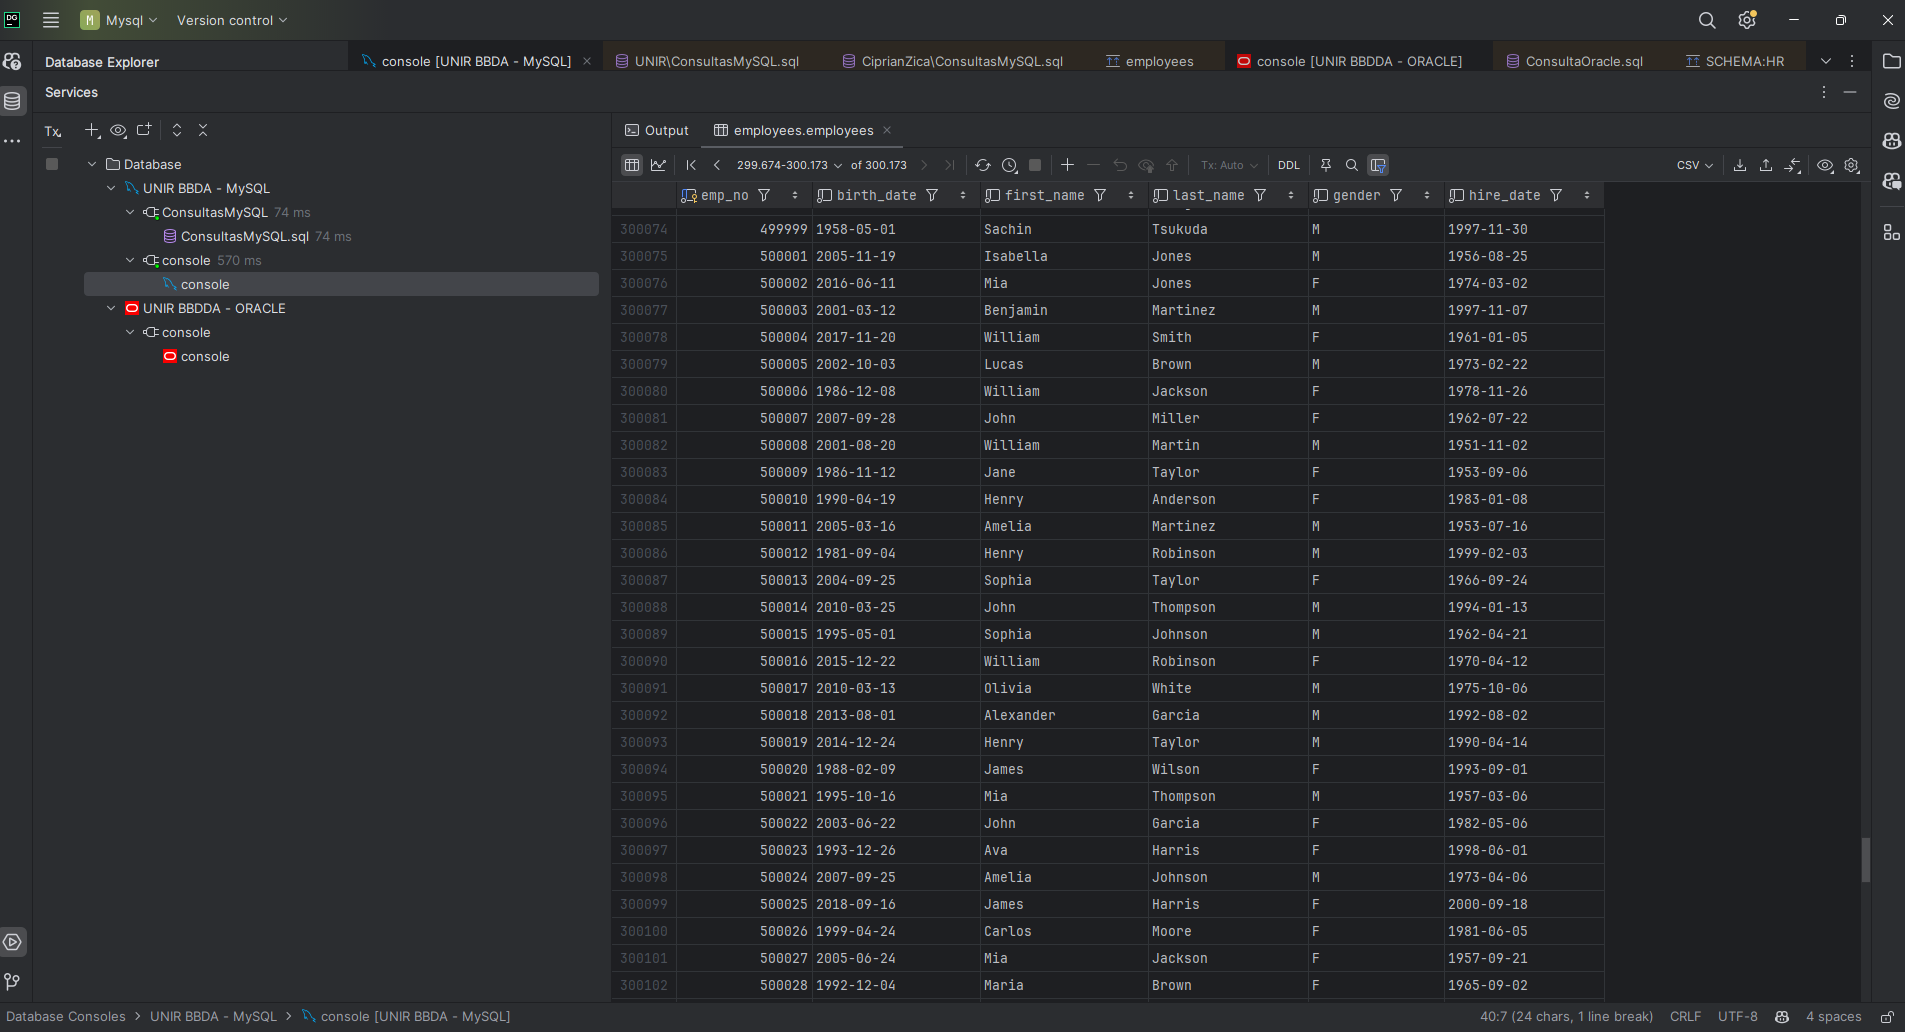 DG
M Mysql Version control
Database Explorer console [UNIR BBDA - MySQL] UNIR\ConsultasMySQL.sql CiprianZica\ConsultasMySQL.sql employees console [UNIR BBDDA - ORACLE] ConsultaOracle.sql SCHEMA:HR
Services
Tx
Output employees.employees
299.674-300.173 of 300.173 Tx: Auto DDL CSV
Database
UNIR BBDA - MySQL
ConsultasMySQL 74 ms
ConsultasMySQL.sql 74 ms
console 570 ms
console
UNIR BBDDA - ORACLE
console
console
emp_no birth_date first_name last_name gender hire_date
300074 499999 1958-05-01 Sachin Tsukuda M 1997-11-30
300075 500001 2005-11-19 Isabella Jones M 1956-08-25
300076 500002 2016-06-11 Mia Jones F 1974-03-02
300077 500003 2001-03-12 Benjamin Martinez M 1997-11-07
300078 500004 2017-11-20 William Smith F 1961-01-05
300079 500005 2002-10-03 Lucas Brown M 1973-02-22
300080 500006 1986-12-08 William Jackson F 1978-11-26
300081 500007 2007-09-28 John Miller F 1962-07-22
300082 500008 2001-08-20 William Martin M 1951-11-02
300083 500009 1986-11-12 Jane Taylor F 1953-09-06
300084 500010 1990-04-19 Henry Anderson F 1983-01-08
300085 500011 2005-03-16 Amelia Martinez M 1953-07-16
300086 500012 1981-09-04 Henry Robinson M 1999-02-03
300087 500013 2004-09-25 Sophia Taylor F 1966-09-24
300088 500014 2010-03-25 John Thompson M 1994-01-13
300089 500015 1995-05-01 Sophia Johnson M 1962-04-21
300090 500016 2015-12-22 William Robinson F 1970-04-12
300091 500017 2010-03-13 Olivia White M 1975-10-06
300092 500018 2013-08-01 Alexander Garcia M 1992-08-02
300093 500019 2014-12-24 Henry Taylor M 1990-04-14
300094 500020 1988-02-09 James Wilson F 1993-09-01
300095 500021 1995-10-16 Mia Thompson M 1957-03-06
300096 500022 2003-06-22 John Garcia F 1982-05-06
300097 500023 1993-12-26 Ava Harris F 1998-06-01
300098 500024 2007-09-25 Amelia Johnson M 1973-04-06
300099 500025 2018-09-16 James Harris F 2000-09-18
300100 500026 1999-04-24 Carlos Moore F 1981-06-05
300101 500027 2005-06-24 Mia Jackson F 1957-09-21
300102 500028 1992-12-04 Maria Brown F 1965-09-02
Database Consoles > UNIR BBDA - MySQL > console [UNIR BBDA - MySQL] 40:7 (24 chars, 1 line break) CRLF UTF-8 4 spaces